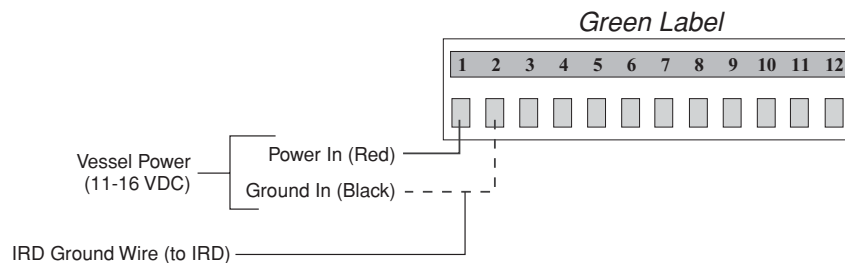 Green Label
1 2 3 4 5 6 7 8 9 10 11 12
Vessel Power
(11-16 VDC)
Power In (Red)
Ground In (Black)
IRD Ground Wire (to IRD)